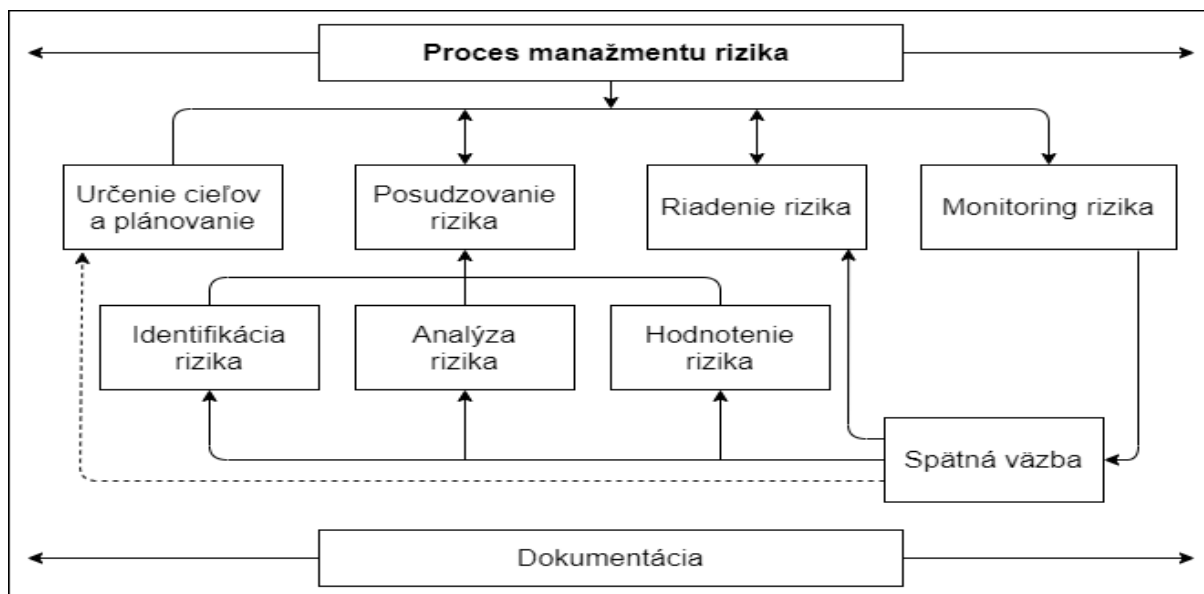 Proces manažmentu rizika
Určenie cieľov
a plánovanie
Posudzovanie
rizika
Riadenie rizika
Monitoring rizika
Identifikácia
rizika
Analýza
rizika
Hodnotenie
rizika
Spätná väzba
Dokumentácia